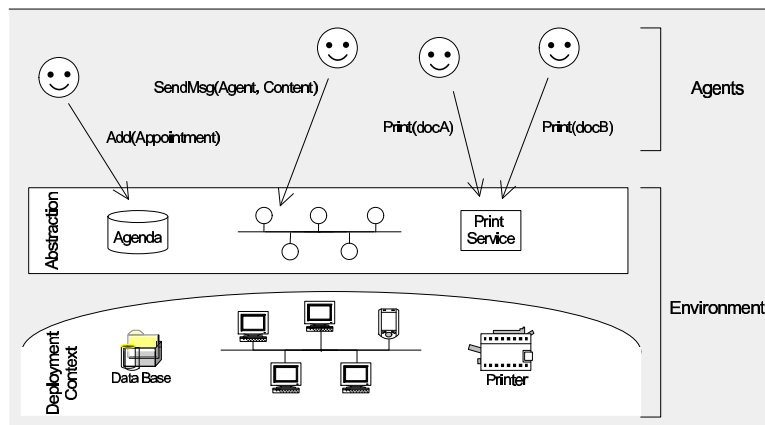 SendMsg(Agent, Content)
Agents
Add(Appointment)
Print(docA)
Print(docB)
Abstraction
Agenda
Print
Service
Environment
Deployment
Context
Data Base
Printer